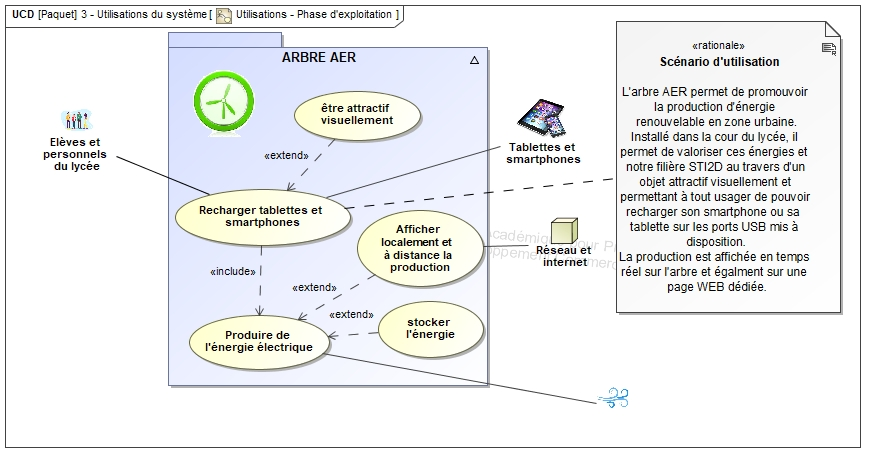 UCD [Paquet] 3 - Utilisations du système [ Utilisations - Phase d'exploitation ]
ARBRE AER
être attractif
visuellement
«extend»
Elèves et
personnels
du lycée
Tablettes et
smartphones
Recharger tablettes et
smartphones
Afficher
localement et
à distance la
production
Réseau et
internet
«include»
«extend»
«extend»
stocker
l'énergie
Produire de
l'énergie électrique
«rationale»
Scénario d'utilisation
L'arbre AER permet de promouvoir
la production d'énergie
renouvelable en zone urbaine.
Installé dans la cour du lycée, il
permet de valoriser ces énergies et
notre filière STI2D au travers d'un
objet attractif visuellement et
permettant à tout usager de pouvoir
recharger son smartphone ou sa
tablette sur les ports USB mis à
disposition.
La production est affichée en temps
réel sur l'arbre et égalment sur une
page WEB dédiée.